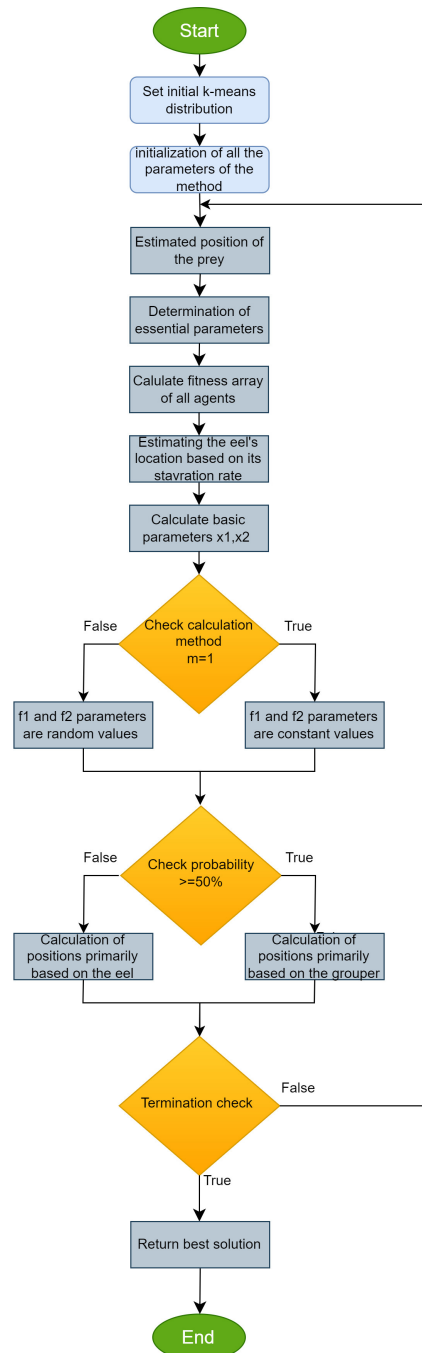 Start
Set initial k-means
distribution
initialization of all the
parameters of the
method
Estimated position of
the prey
Determination of
essential parameters
Calulate fitness array
of all agents
Estimating the eel's
location based on its
stavration rate
Calculate basic
parameters x1,x2
False
Check calculation
method
m=1
True
f1 and f2 parameters
are random values
f1 and f2 parameters
are constant values
False
Check probability
>=50%
True
Calculation of
positions primarily
based on the eel
Calculation of
positions primarily
based on the grouper
Termination check
False
True
Return best solution
End